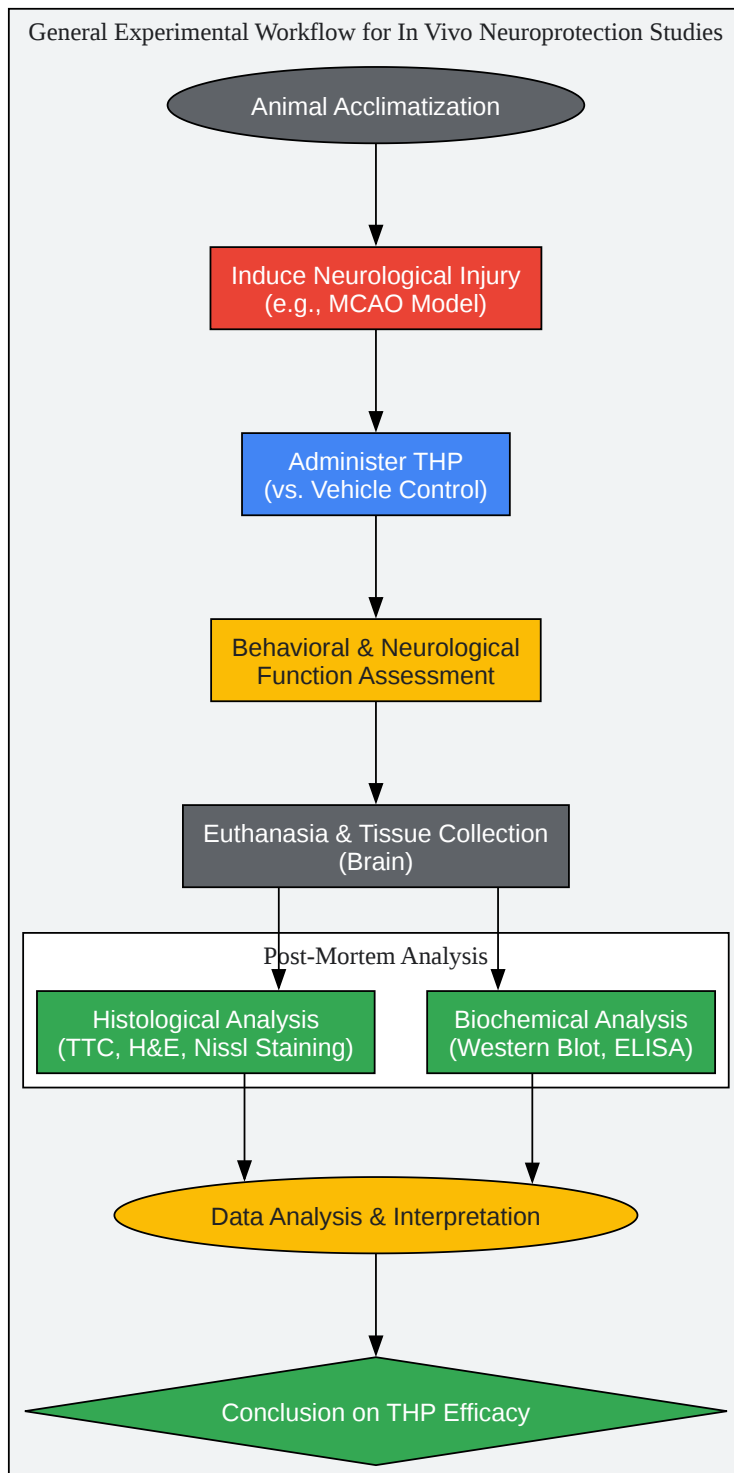 General Experimental Workflow for In Vivo Neuroprotection Studies
Animal Acclimatization
Induce Neurological Injury
(e.g., MCAO Model)
Administer THP
(vs. Vehicle Control)
Behavioral & Neurological
Function Assessment
Euthanasia & Tissue Collection
(Brain)
Post-Mortem Analysis
Histological Analysis
(TTC, H&E, Nissl Staining)
Biochemical Analysis
(Western Blot, ELISA)
Data Analysis & Interpretation
Conclusion on THP Efficacy